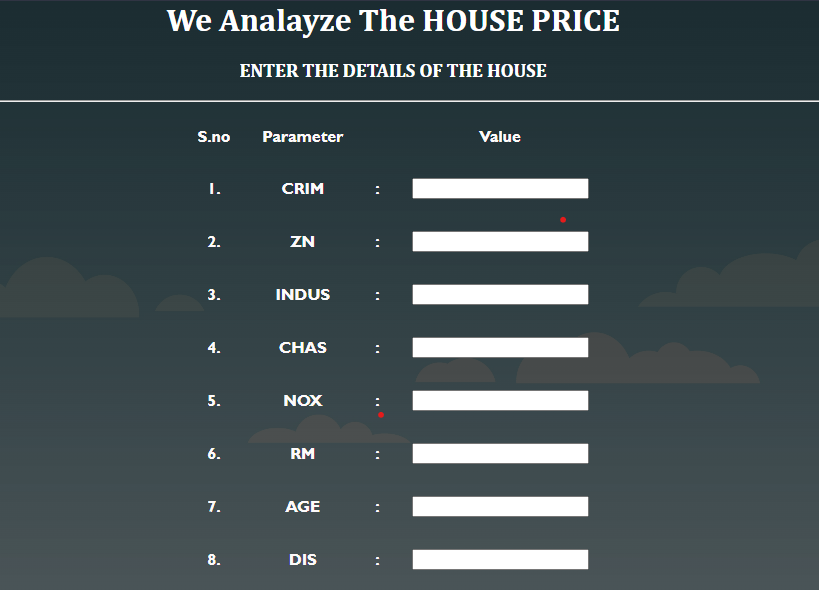 We Analayze The HOUSE PRICE
ENTER THE DETAILS OF THE HOUSE
S.no Parameter Value
1. CRIM :
2. ZN :
3. INDUS :
4. CHAS :
5. NOX :
6. RM :
7. AGE :
8. DIS :